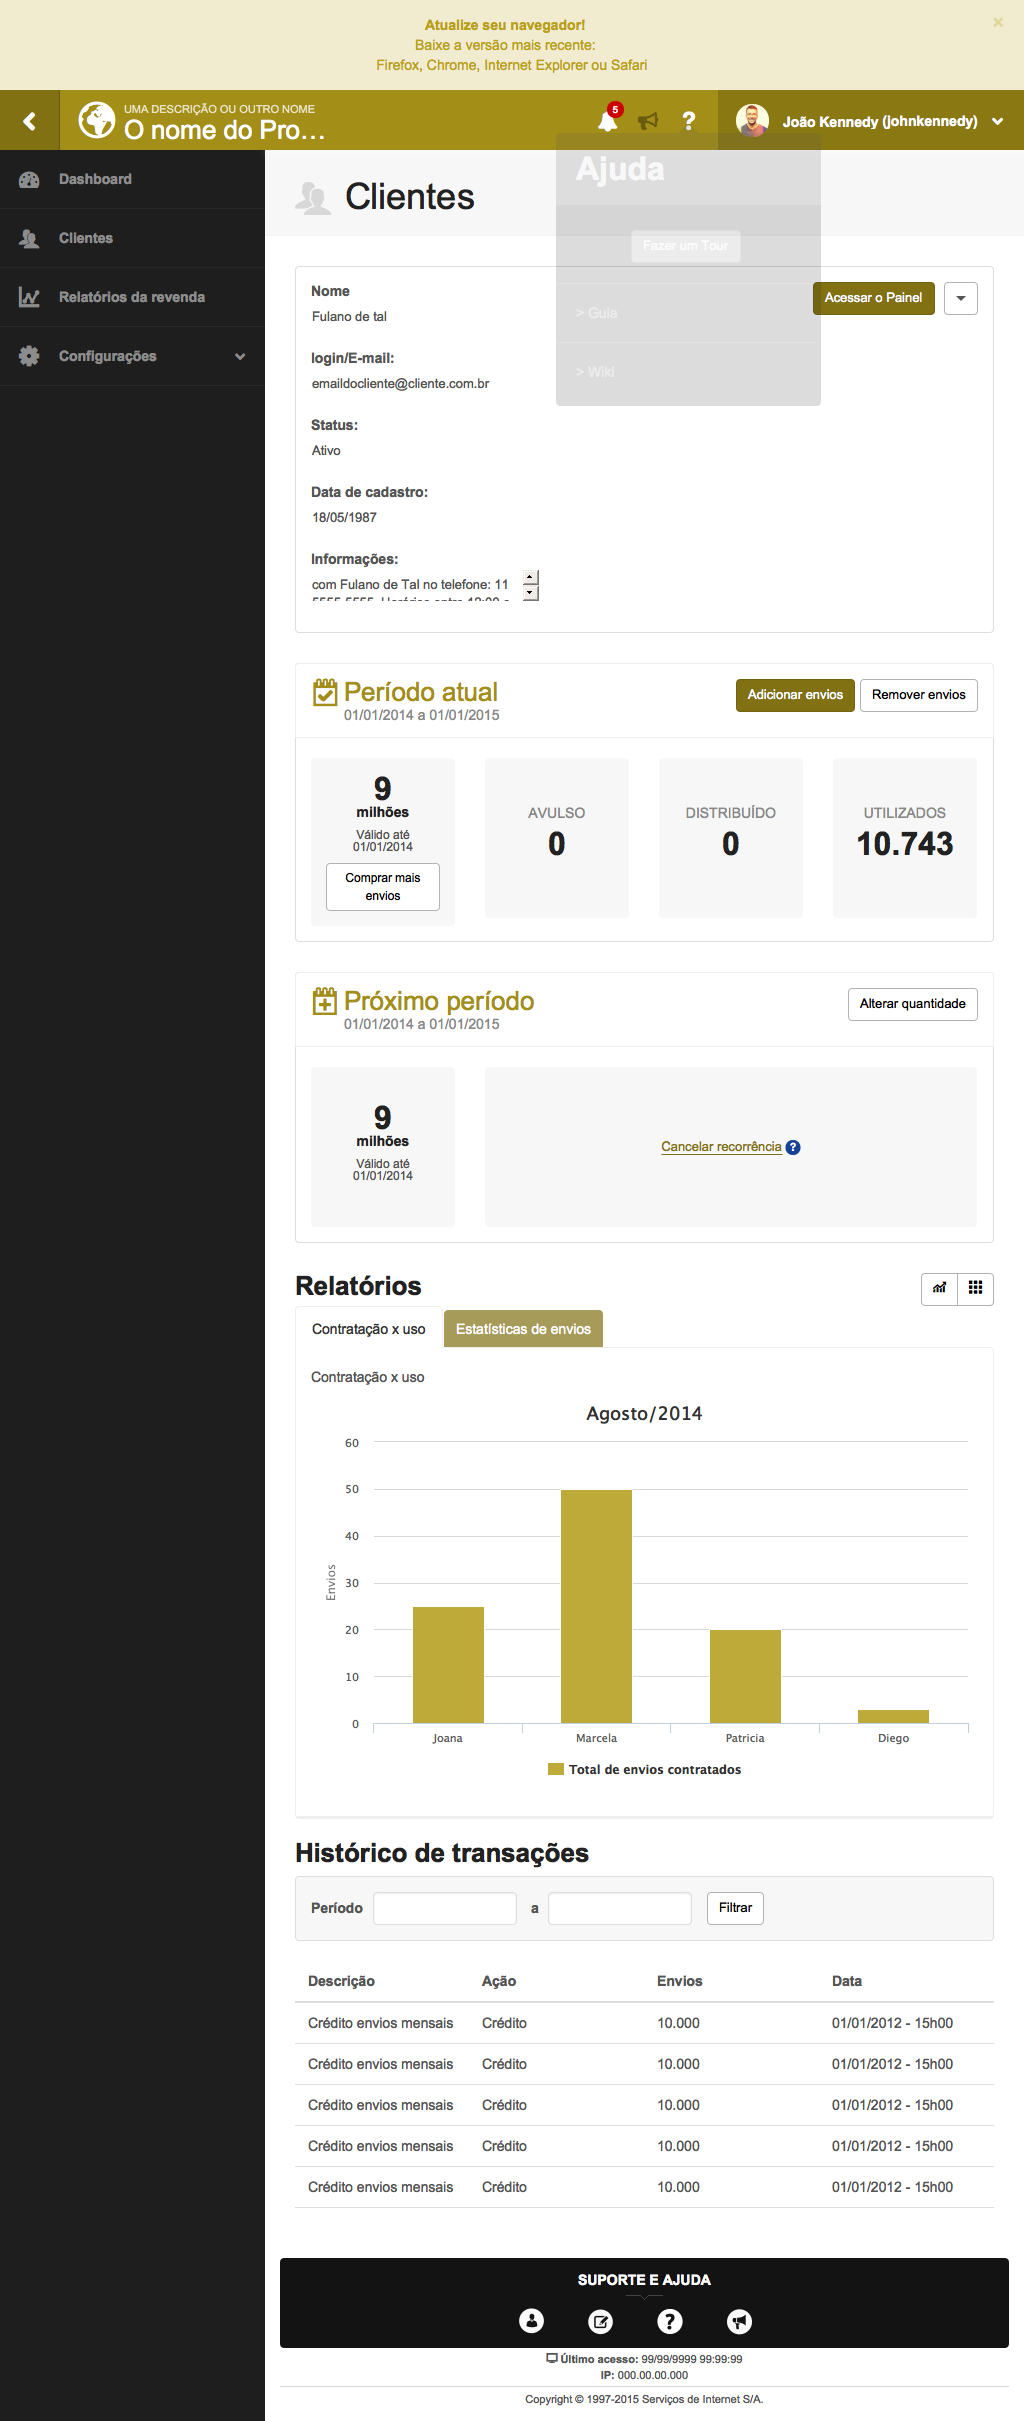 Atualize seu navegador!
Baixe a versão mais recente:
Firefox, Chrome, Internet Explorer ou Safari
×
UMA DESCRIÇÃO OU OUTRO NOME
O nome do Pro...
5
João Kennedy (johnkennedy)
Dashboard
Clientes
Relatórios da revenda
Configurações
Clientes
Ajuda
Fazer um Tour
> Guia
> Wiki
Nome
Fulano de tal
Acessar o Painel
login/E-mail:
emaildocliente@cliente.com.br
Status:
Ativo
Data de cadastro:
18/05/1987
Informações:
com Fulano de Tal no telefone: 11
5555-5555. Horários entre 12:00 e
Período atual
01/01/2014 a 01/01/2015
Adicionar envios
Remover envios
9
milhões
Válido até
01/01/2014
Comprar mais
envios
AVULSO
0
DISTRIBUÍDO
0
UTILIZADOS
10.743
Próximo período
01/01/2014 a 01/01/2015
Alterar quantidade
9
milhões
Válido até
01/01/2014
Cancelar recorrência ?
Relatórios
Contratação x uso
Estatísticas de envios
Contratação x uso
Agosto/2014
60
50
40
30
20
10
0
Envios
Joana
Marcela
Patricia
Diego
Total de envios contratados
Histórico de transações
Período
a
Filtrar
Descrição Ação Envios Data
Crédito envios mensais Crédito 10.000 01/01/2012 - 15h00
Crédito envios mensais Crédito 10.000 01/01/2012 - 15h00
Crédito envios mensais Crédito 10.000 01/01/2012 - 15h00
Crédito envios mensais Crédito 10.000 01/01/2012 - 15h00
Crédito envios mensais Crédito 10.000 01/01/2012 - 15h00
SUPORTE E AJUDA
Último acesso: 99/99/9999 99:99:99
IP: 000.00.00.000
Copyright © 1997-2015 Serviços de Internet S/A.